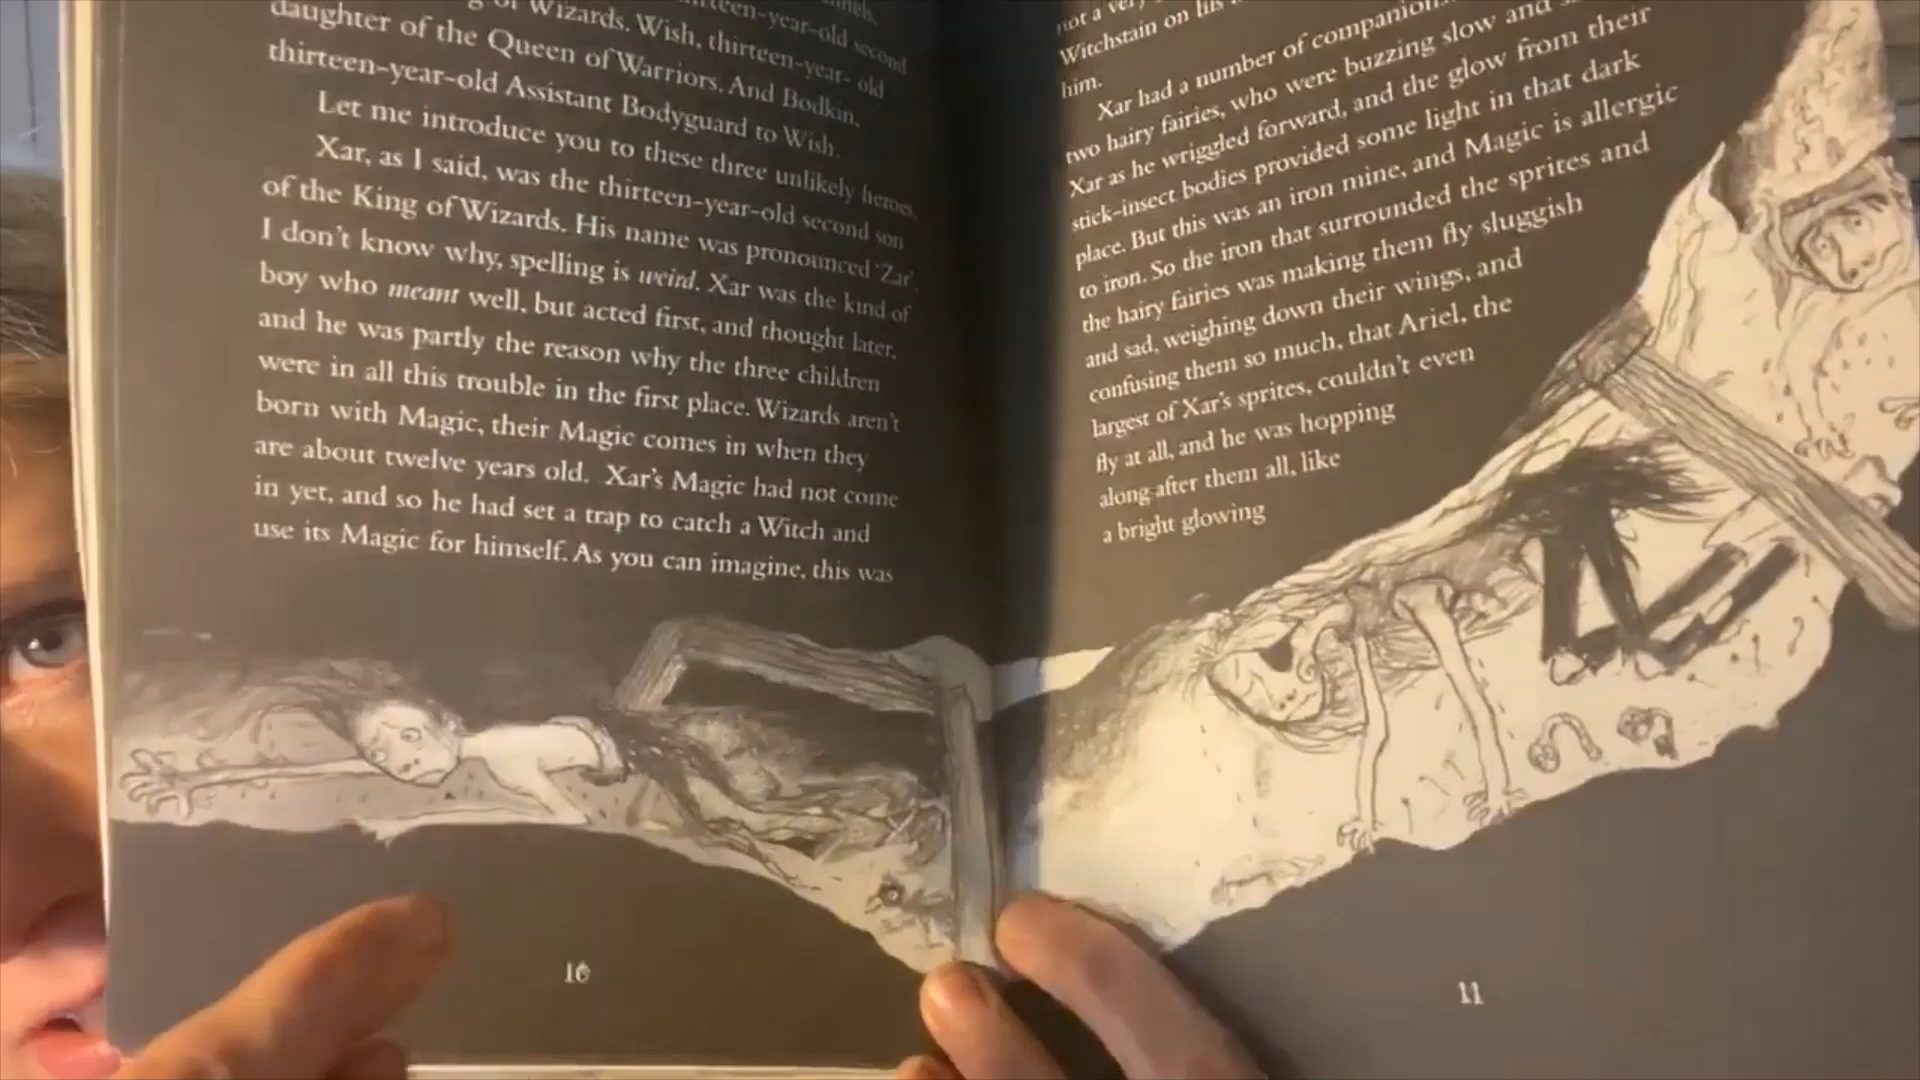 thirteen-year-old second
of Wizards. Wish, thirteen-year- old
daughter of the Queen of Warriors. And Bodkin,
thirteen-year-old Assistant Bodyguard to Wish.
Let me introduce you to these three unlikely heroes.
Xar, as I said, was the thirteen-year-old second son
of the King of Wizards. His name was pronounced ‘Zar’.
I don’t know why, spelling is weird. Xar was the kind of
boy who meant well, but acted first, and thought later,
and he was partly the reason why the three children
were in all this trouble in the first place. Wizards aren’t
born with Magic, their Magic comes in when they
are about twelve years old. Xar’s Magic had not come
in yet, and so he had set a trap to catch a Witch and
use its Magic for himself. As you can imagine, this was
10
not a very
Witchstain on his
him.
Xar had a number of companions
two hairy fairies, who were buzzing slow and
Xar as he wriggled forward, and the glow from their
stick-insect bodies provided some light in that dark
place. But this was an iron mine, and Magic is allergic
to iron. So the iron that surrounded the sprites and
the hairy fairies was making them fly sluggish
and sad, weighing down their wings, and
confusing them so much, that Ariel, the
largest of Xar’s sprites, couldn’t even
fly at all, and he was hopping
along after them all, like
a bright glowing
11